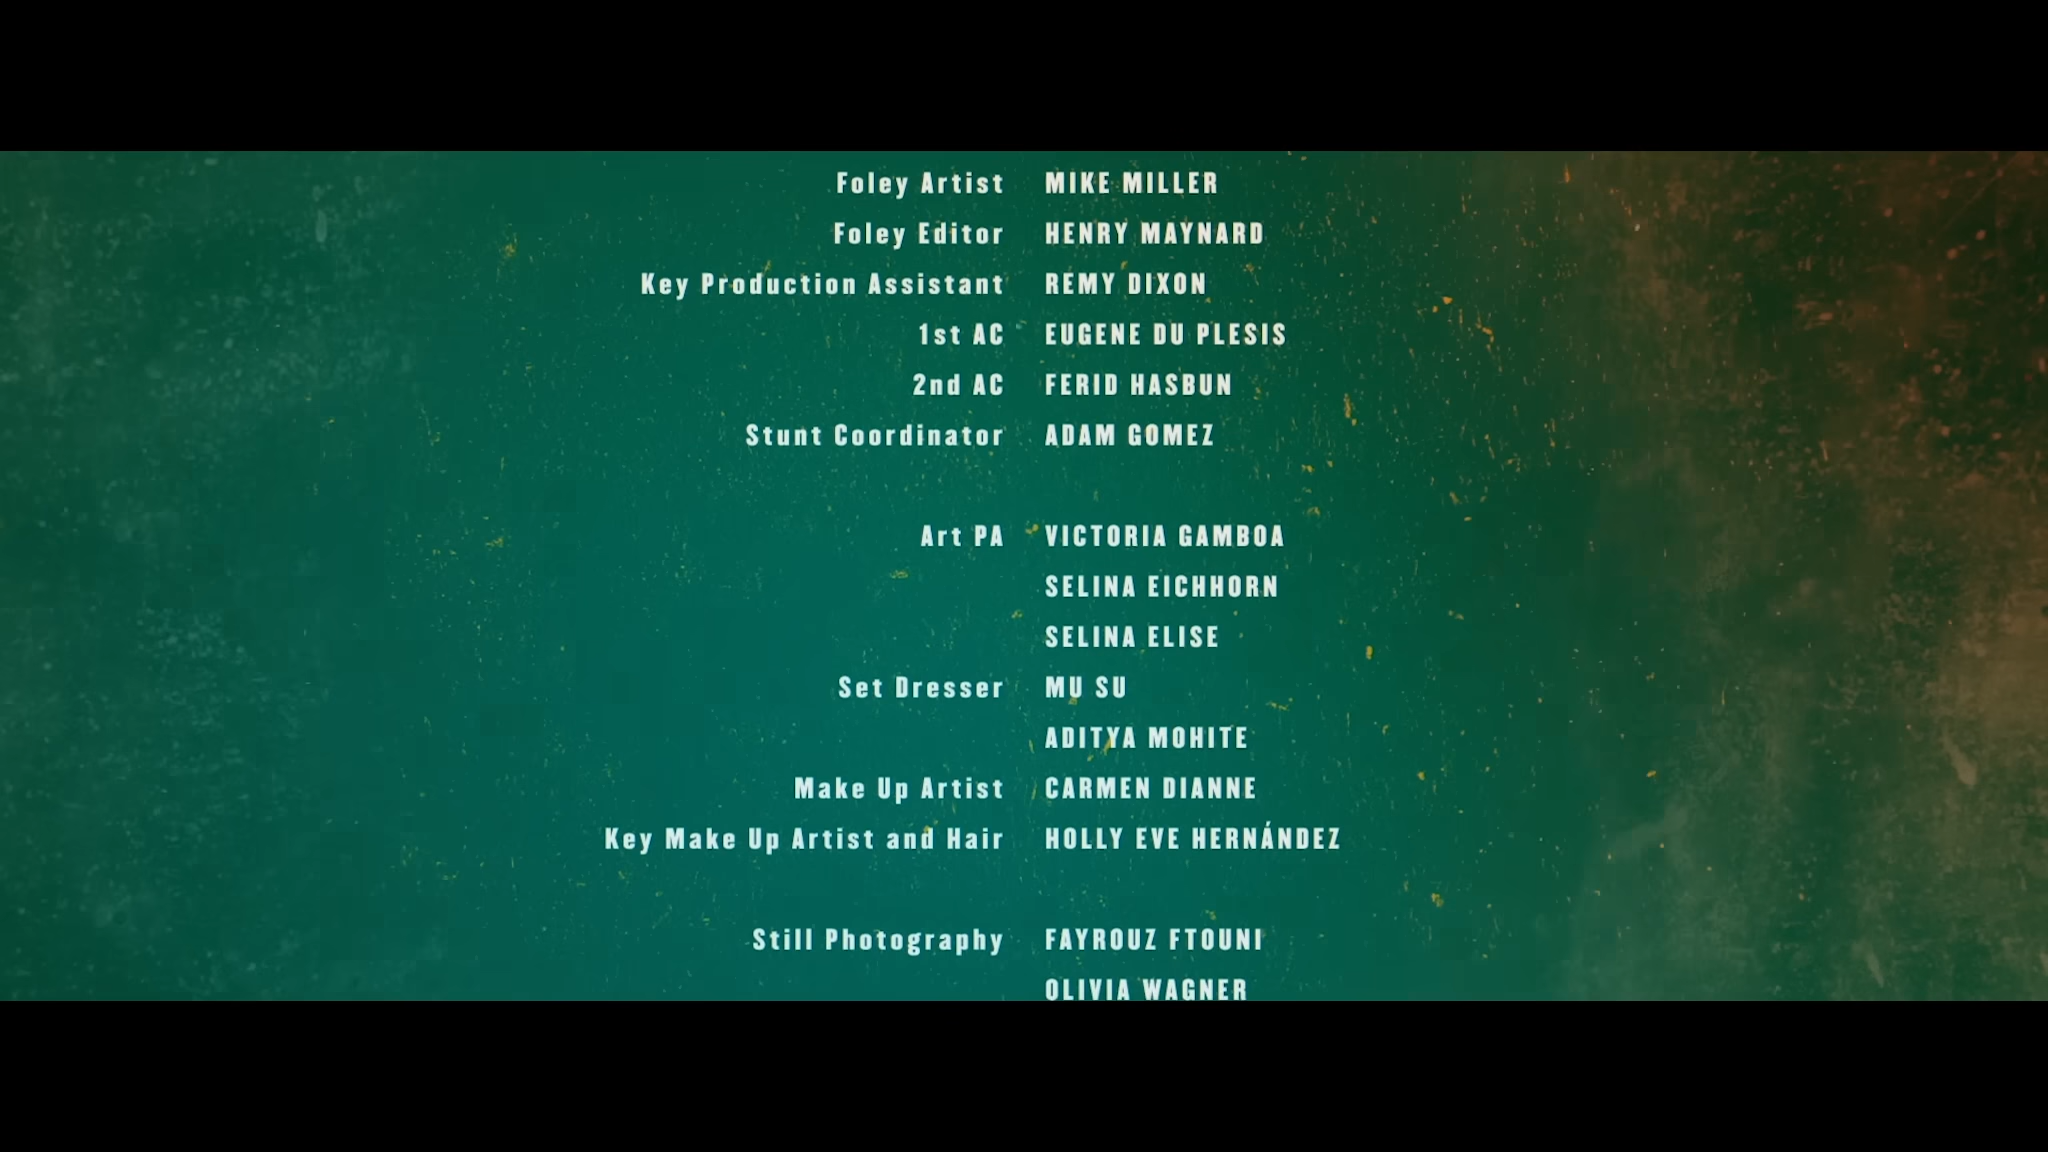 Foley Artist MIKE MILLER
Foley Editor HENRY MAYNARD
Key Production Assistant REMY DIXON
1st AC EUGENE DU PLESIS
2nd AC FERID HASBUN
Stunt Coordinator ADAM GOMEZ
Art PA VICTORIA GAMBOA
SELINA EICHHORN
SELINA ELISE
Set Dresser MU SU
ADITYA MOHITE
Make Up Artist CARMEN DIANNE
Key Make Up Artist and Hair HOLLY EVE HERNÁNDEZ
Still Photography FAYROUZ FTOUNI
OLIVIA WAGNER